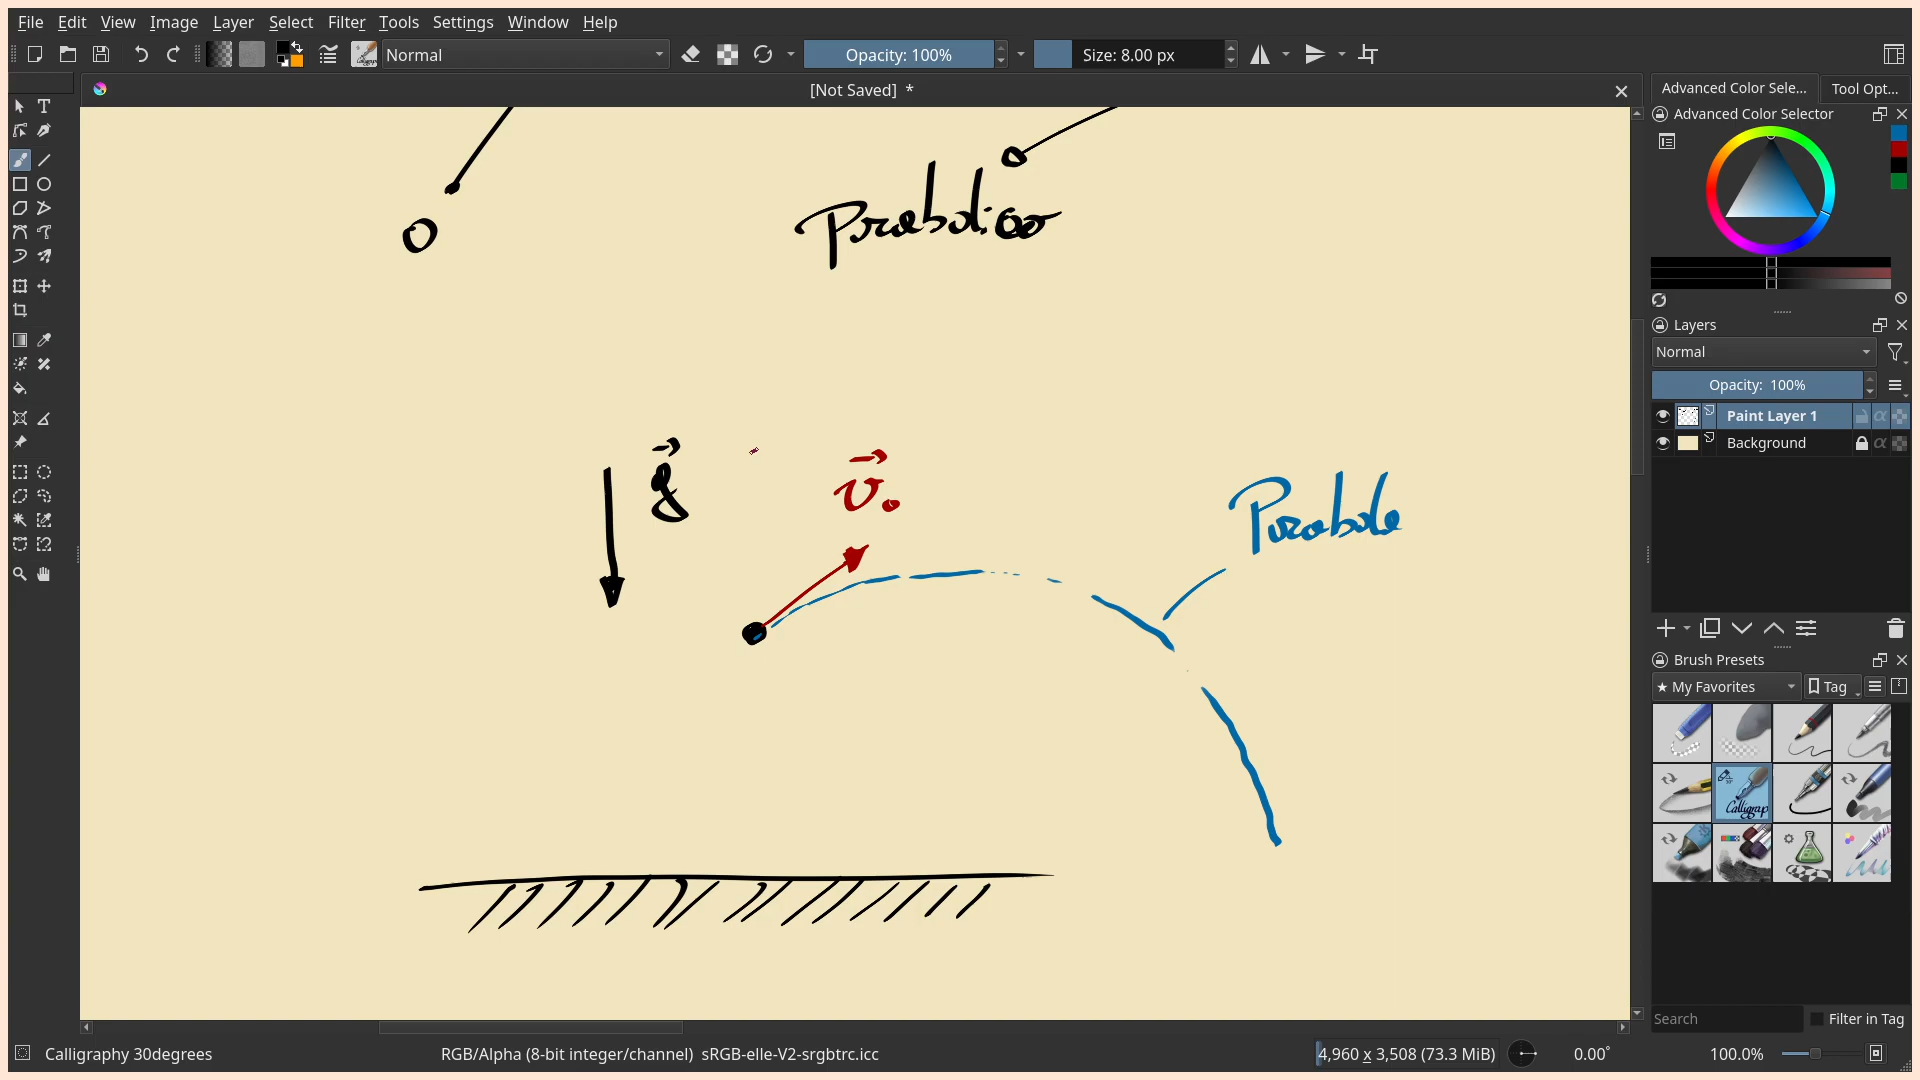 File Edit View Image Layer Select Filter Tools Settings Window Help
Normal Opacity: 100% Size: 8.00 px
[Not Saved] *
Advanced Color Sele... Tool Opt...
Advanced Color Selector
O
Layers
Normal
Opacity: 100%
Paint Layer 1
Background
g⃗
v⃗₀
Brush Presets
★ My Favorites Tag
Search Filter in Tag
Calligraphy 30degrees RGB/Alpha (8-bit integer/channel) sRGB-elle-V2-srgbtrc.icc 4,960 x 3,508 (73.3 MiB) 0.00° 100.0%